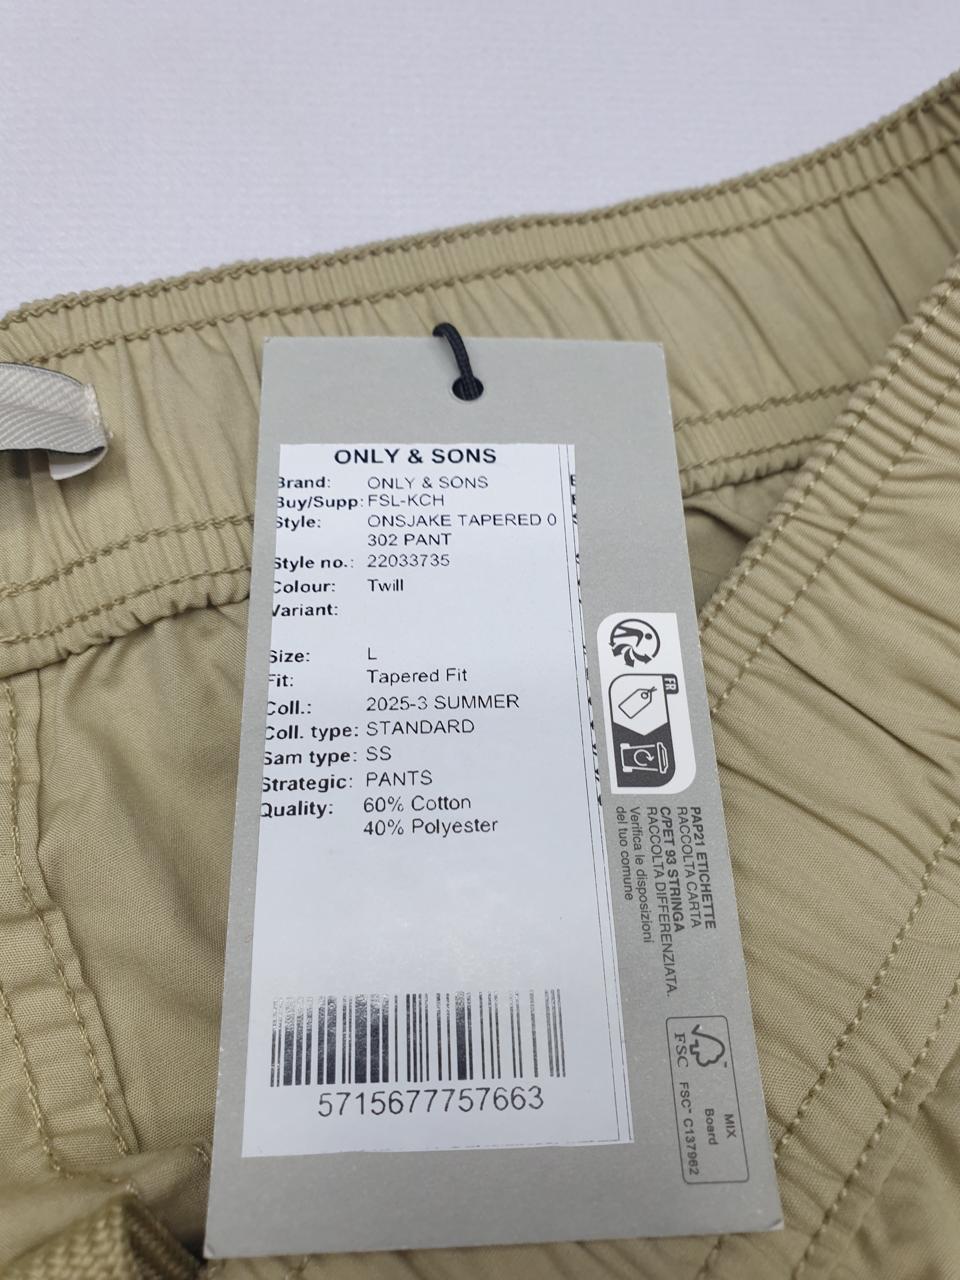 ONLY & SONS
Brand: ONLY & SONS
Buy/Supp: FSL-KCH
Style: ONSJAKE TAPERED 0
302 PANT
Style no.: 22033735
Colour: Twill
Variant:
Size: L
Fit: Tapered Fit
Coll.: 2025-3 SUMMER
Coll. type: STANDARD
Sam type: SS
Strategic: PANTS
Quality: 60% Cotton
40% Polyester
5715677757663
FR
PAP21 ETICHETTE
RACCOLTA CARTA
C/PET 93 STRINGA
RACCOLTA DIFFERENZIATA.
Verifica le disposizioni
del tuo comune
FSC
MIX
Board
FSC™ C137962